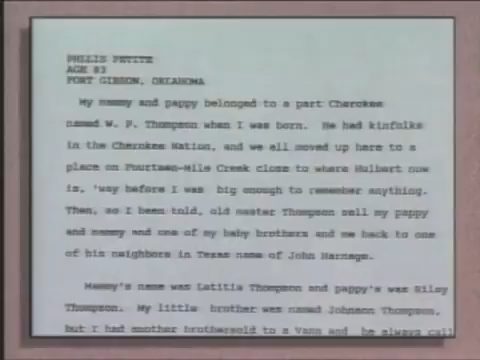 PHLLIS PETITE
AGE 83
FORT GIBSON, OKLAHOMA
My mammy and pappy belonged to a part Cherokee
named W. P. Thompson when I was born. He had kinfolks
in the Cherokee Nation, and we all moved up here to a
place on Fourteen-Mile Creek close to where Hulbert now
is, 'way before I was big enough to remember anything.
Then, so I been told, old master Thompson sell my pappy
and mammy and one of my baby brothers and me back to one
of his neighbors in Texas name of John Harnage.
Mammy's name was Letitia Thompson and pappy's was Riley
Thompson. My little brother was named Johnson Thompson,
but I had another brothersold to a Vann and he always call